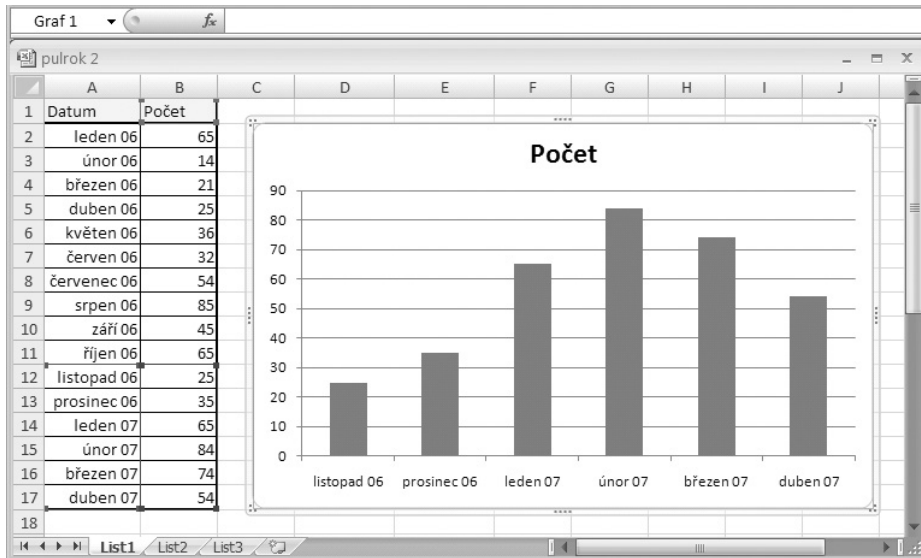 Graf 1 fx
pulrok 2
A B C D E F G H I J
1 Datum Počet
2 leden 06 65
3 únor 06 14
4 březen 06 21
5 duben 06 25
6 květen 06 36
7 červen 06 32
8 červenec 06 54
9 srpen 06 85
10 září 06 45
11 říjen 06 65
12 listopad 06 25
13 prosinec 06 35
14 leden 07 65
15 únor 07 84
16 březen 07 74
17 duben 07 54
18
Počet
90
80
70
60
50
40
30
20
10
0
listopad 06 prosinec 06 leden 07 únor 07 březen 07 duben 07
List1 List2 List3